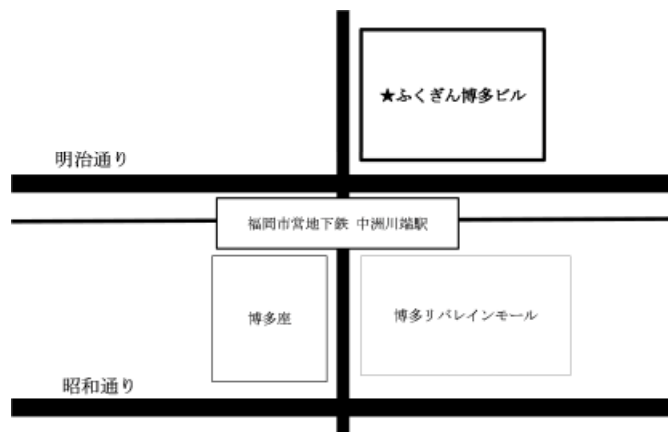 ★ふくぎん博多ビル
明治通り
福岡市営地下鉄 中洲川端駅
博多座
博多リバレインモール
昭和通り